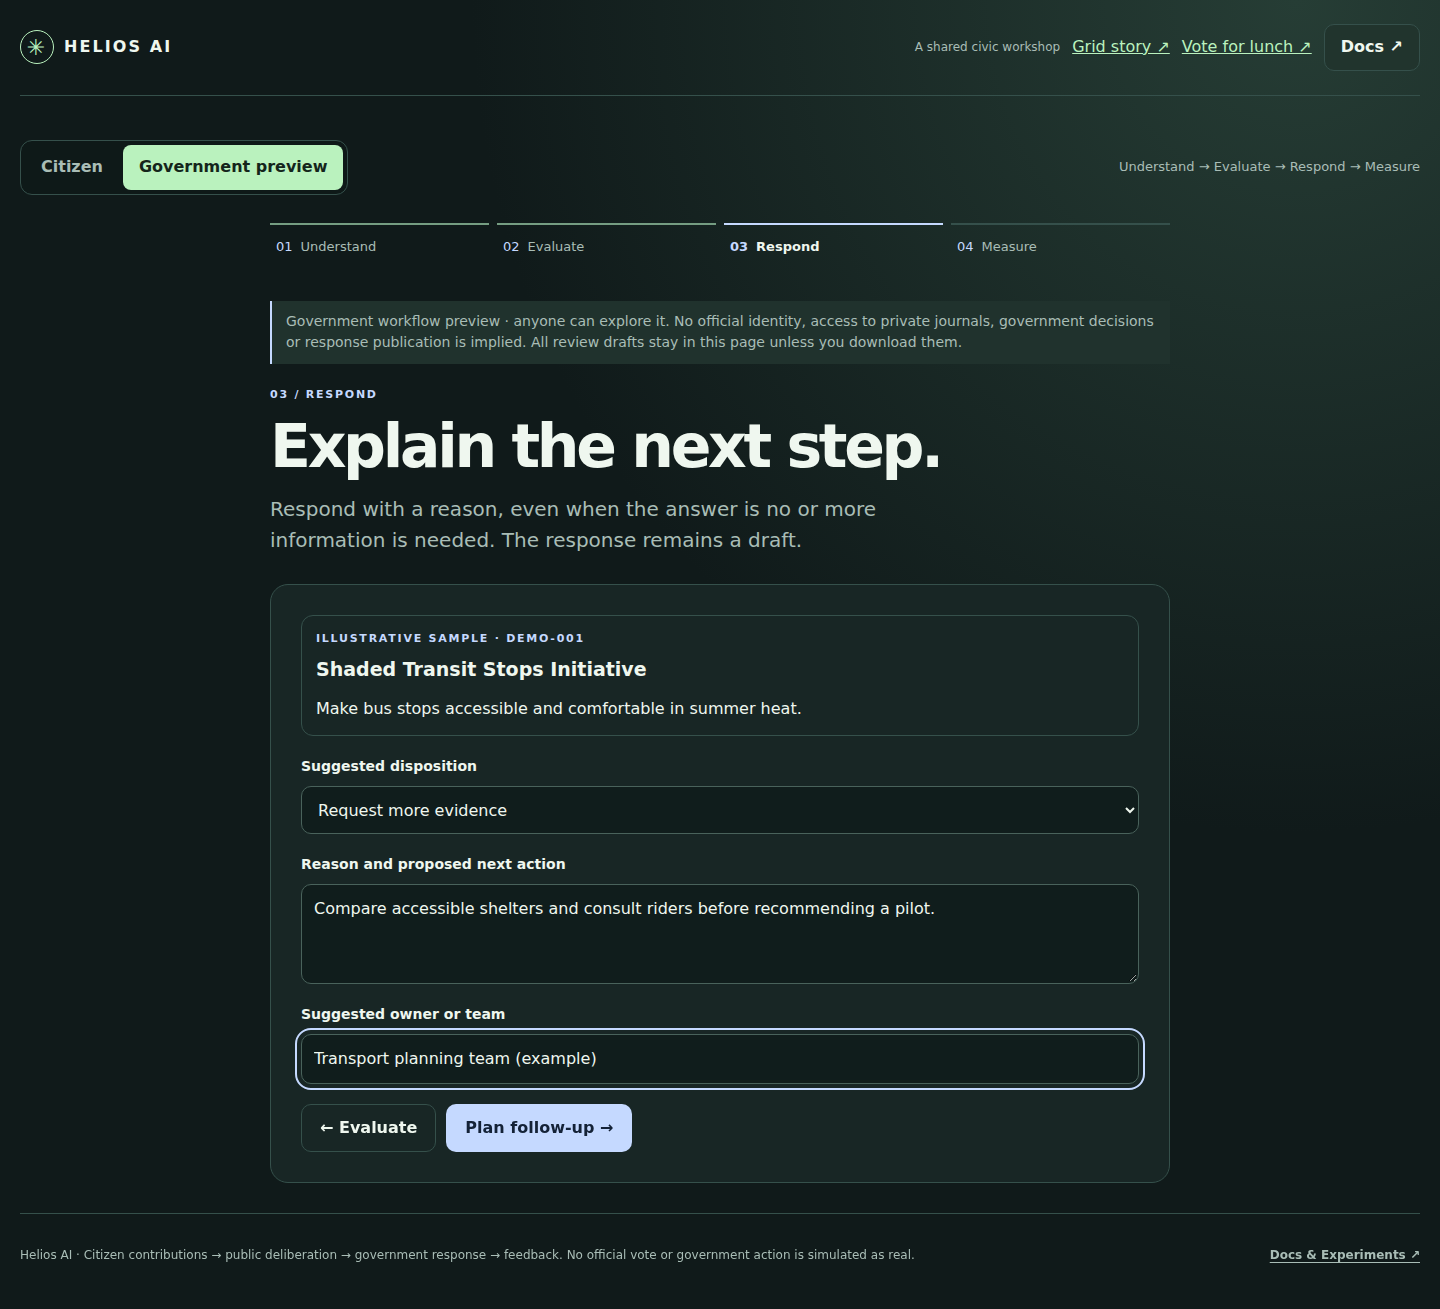 HELIOS AI
A shared civic workshop
Grid story ↗
Vote for lunch ↗
Docs ↗
Citizen
Government preview
Understand → Evaluate → Respond → Measure
01 Understand
02 Evaluate
03 Respond
04 Measure
Government workflow preview · anyone can explore it. No official identity, access to private journals, government decisions
or response publication is implied. All review drafts stay in this page unless you download them.
03 / RESPOND
Explain the next step.
Respond with a reason, even when the answer is no or more
information is needed. The response remains a draft.
ILLUSTRATIVE SAMPLE · DEMO-001
Shaded Transit Stops Initiative
Make bus stops accessible and comfortable in summer heat.
Suggested disposition
Request more evidence
Reason and proposed next action
Compare accessible shelters and consult riders before recommending a pilot.
Suggested owner or team
Transport planning team (example)
← Evaluate
Plan follow-up →
Helios AI · Citizen contributions → public deliberation → government response → feedback. No official vote or government action is simulated as real.
Docs & Experiments ↗